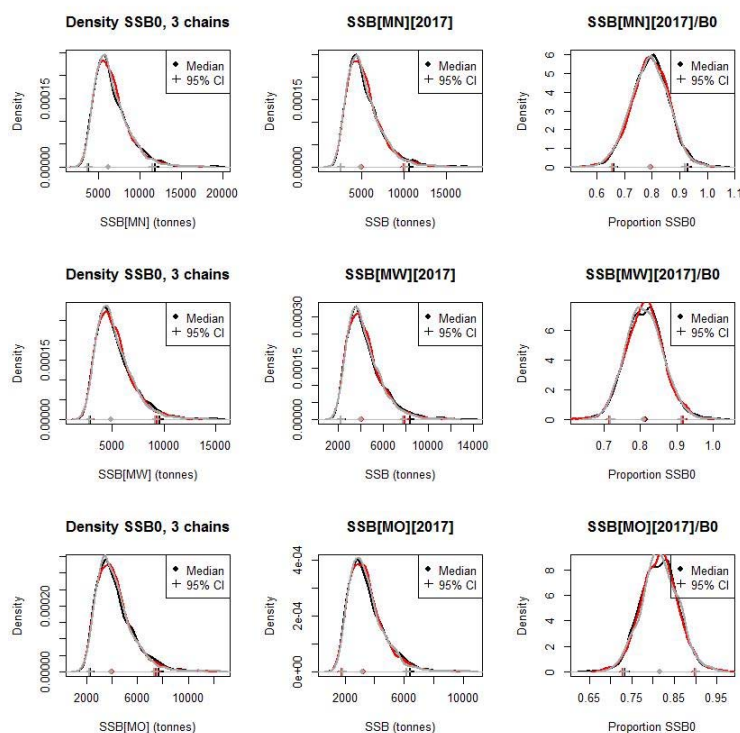 Density SSB0, 3 chains
Density
0.00000
0.00015
Median
95% CI
5000 10000 15000 20000
SSB[MN] (tonnes)
SSB[MN][2017]
Density
0.00000
0.00015
Median
95% CI
5000 10000 15000
SSB (tonnes)
SSB[MN][2017]/B0
Density
0 1 2 3 4 5 6
Median
95% CI
0.6 0.7 0.8 0.9 1.0 1.1
Proportion SSB0
Density SSB0, 3 chains
Density
0.00000
0.00015
Median
95% CI
5000 10000 15000
SSB[MW] (tonnes)
SSB[MW][2017]
Density
0.00000
0.00015
0.00030
Median
95% CI
2000 6000 10000 14000
SSB (tonnes)
SSB[MW][2017]/B0
Density
0 2 4 6
Median
95% CI
0.7 0.8 0.9 1.0
Proportion SSB0
Density SSB0, 3 chains
Density
0.00000
0.00020
Median
95% CI
2000 6000 10000
SSB[MO] (tonnes)
SSB[MO][2017]
Density
0e+00
2e-04
4e-04
Median
95% CI
2000 6000 10000
SSB (tonnes)
SSB[MO][2017]/B0
Density
0 2 4 6 8
Median
95% CI
0.65 0.75 0.85 0.95
Proportion SSB0